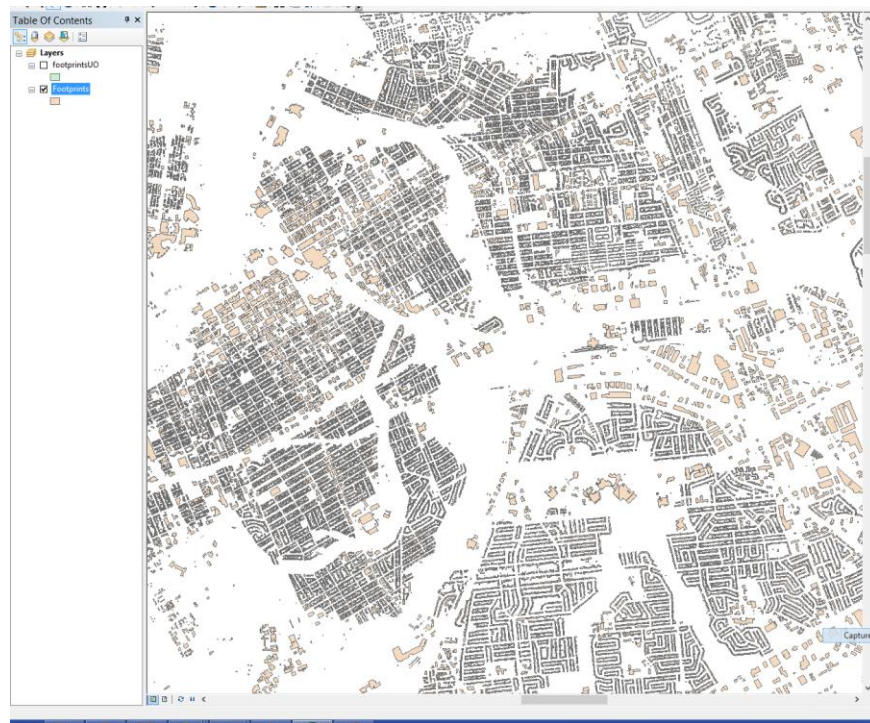 Table Of Contents
Layers
footprintsUO
Footprints
Capture